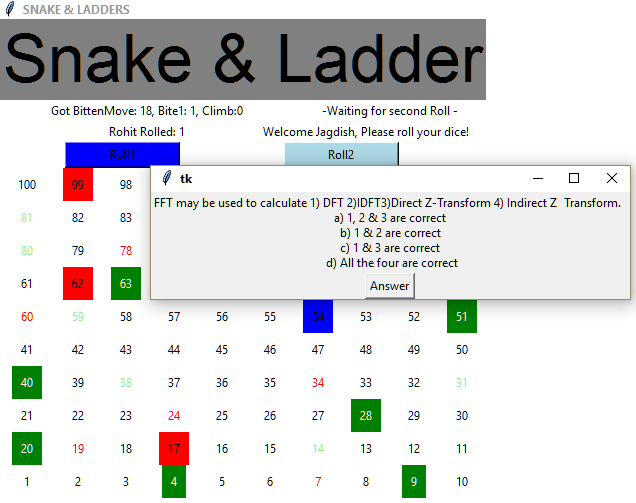 SNAKE & LADDERS
Snake & Ladder
Got BittenMove: 18, Bite1: 1, Climb:0 -Waiting for second Roll -
Rohit Rolled: 1 Welcome Jagdish, Please roll your dice!
Roll1 Roll2
tk
FFT may be used to calculate 1) DFT 2)IDFT3)Direct Z-Transform 4) Indirect Z Transform.
a) 1, 2 & 3 are correct
b) 1 & 2 are correct
c) 1 & 3 are correct
d) All the four are correct
Answer
100 99 98
81 82 83
80 79 78
61 62 63
60 59 58 57 56 55 54 53 52 51
41 42 43 44 45 46 47 48 49 50
40 39 38 37 36 35 34 33 32 31
21 22 23 24 25 26 27 28 29 30
20 19 18 17 16 15 14 13 12 11
1 2 3 4 5 6 7 8 9 10